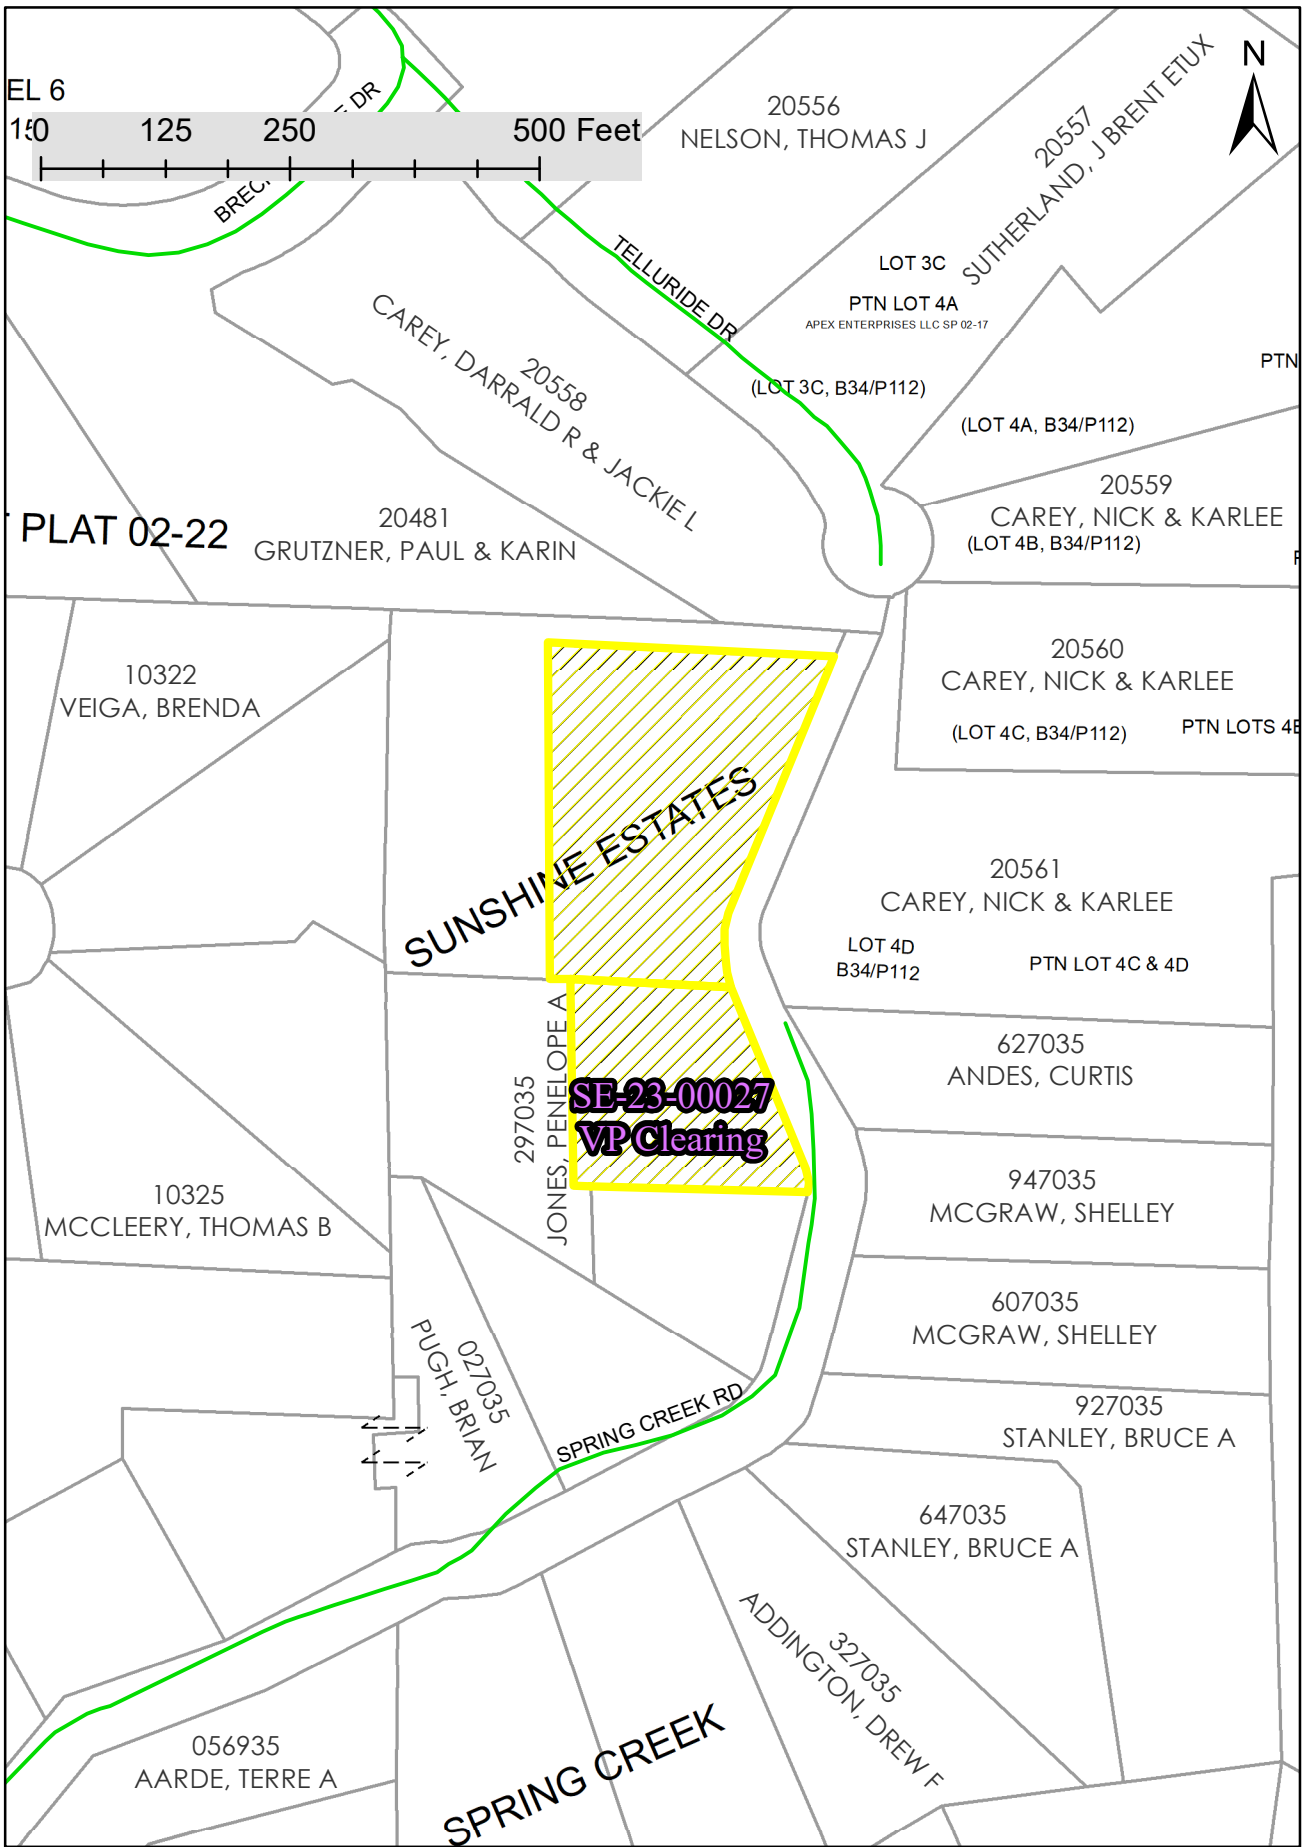 N
EL 6
150
125
250
500 Feet
BRECK
E DR
20556
NELSON, THOMAS J
20557
SUTHERLAND, J BRENT ETUX
TELLURIDE DR
LOT 3C
PTN LOT 4A
APEX ENTERPRISES LLC SP 02-17
PTN
(LOT 3C, B34/P112)
(LOT 4A, B34/P112)
20558
CAREY, DARRALD R & JACKIE L
20559
CAREY, NICK & KARLEE
(LOT 4B, B34/P112)
PLAT 02-22
20481
GRUTZNER, PAUL & KARIN
10322
VEIGA, BRENDA
20560
CAREY, NICK & KARLEE
(LOT 4C, B34/P112)
PTN LOTS 4B
SUNSHINE ESTATES
20561
CAREY, NICK & KARLEE
LOT 4D
B34/P112
PTN LOT 4C & 4D
297035
JONES, PENELOPE A
627035
ANDES, CURTIS
SE-23-00027
VP Clearing
10325
MCCLEERY, THOMAS B
947035
MCGRAW, SHELLEY
607035
MCGRAW, SHELLEY
027035
PUGH, BRIAN
SPRING CREEK RD
927035
STANLEY, BRUCE A
647035
STANLEY, BRUCE A
327035
ADDINGTON, DREW F
056935
AARDE, TERRE A
SPRING CREEK